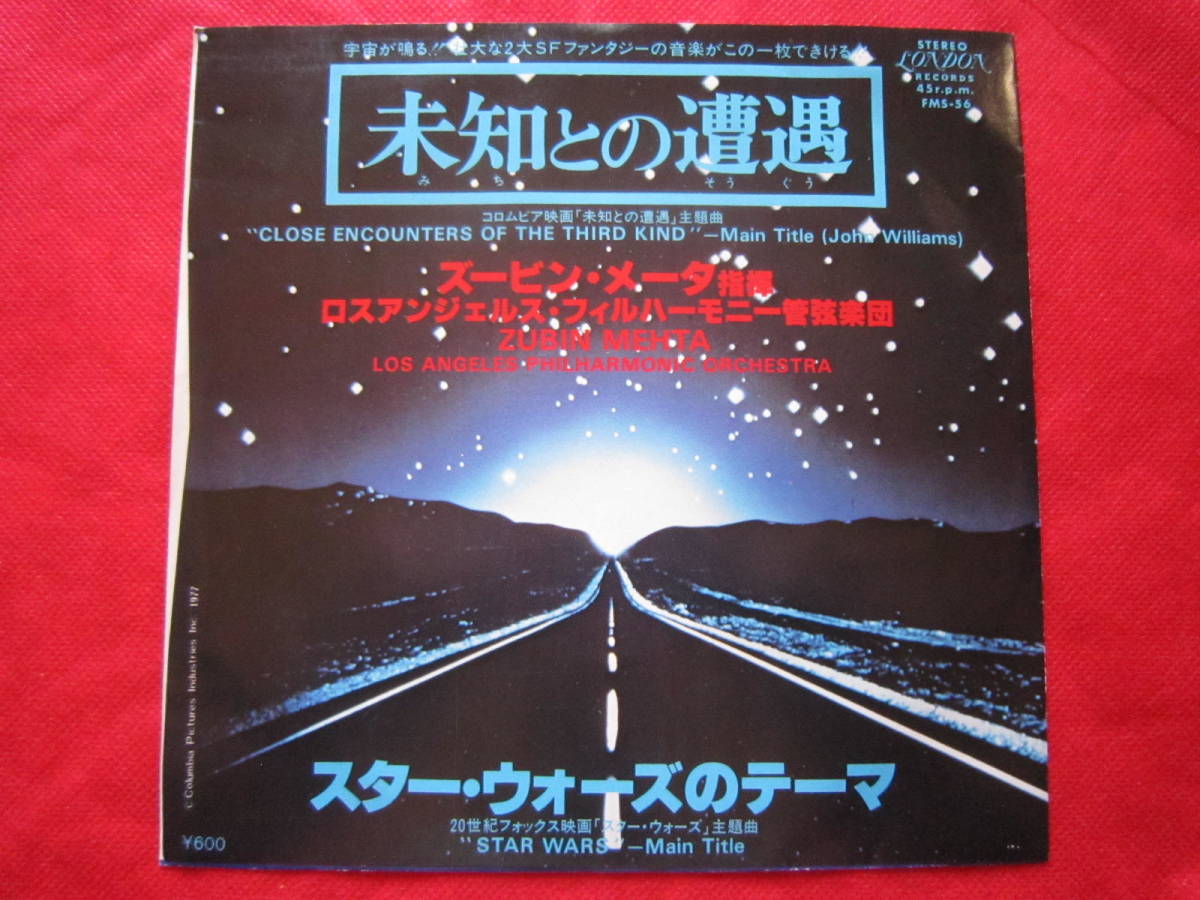 宇宙が鳴る!! 壮大な2大SFファンタジーの音楽がこの一枚できける!!
STEREO
LONDON
RECORDS
45r.p.m.
FMS-56
未知との遭遇
みち そうぐう
コロムビア映画「未知との遭遇」主題曲
"CLOSE ENCOUNTERS OF THE THIRD KIND"—Main Title (John Williams)
ズービン・メータ指揮
ロスアンジェルス・フィルハーモニー管弦楽団
ZUBIN MEHTA
LOS ANGELES PHILHARMONIC ORCHESTRA
© Columbia Pictures Industries Inc. 1977
スター・ウォーズのテーマ
20世紀フォックス映画「スター・ウォーズ」主題曲
"STAR WARS"—Main Title
¥600